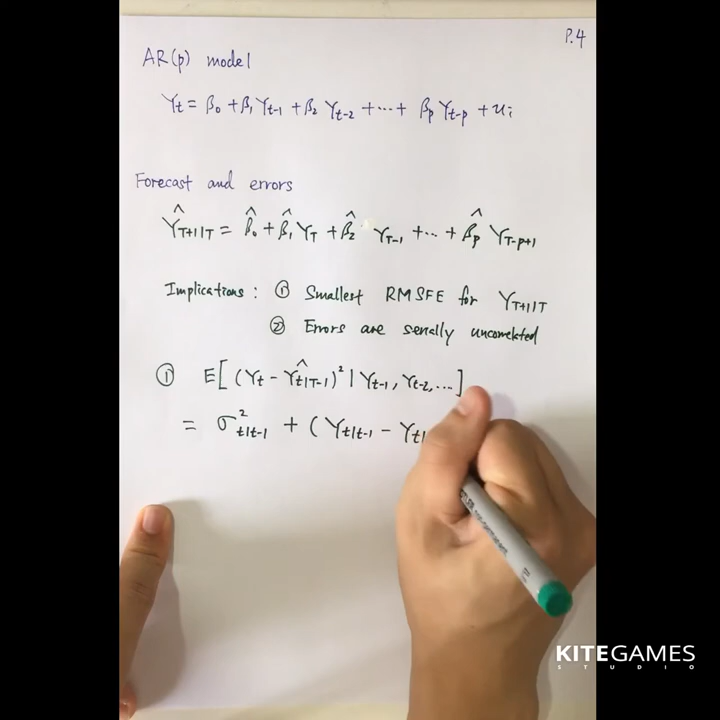 P.4
AR(p) model
Yt = β₀ + β₁ Yt-1 + β₂ Yt-2 + ... + βp Yt-p + ui
Forecast and errors
Ŷ T+1|T = β̂₀ + β̂₁ YT + β̂₂ YT-1 + ... + β̂p YT-p+1
Implications : ① Smallest RMSFE for YT+1|T
② Errors are serially uncorrelated
① E[(Yt - Ŷt|T-1)² | Yt-1, Yt-2, ...]
= σ²t|t-1 + (Yt|t-1 - Yt|
KITEGAMES
STUDIO